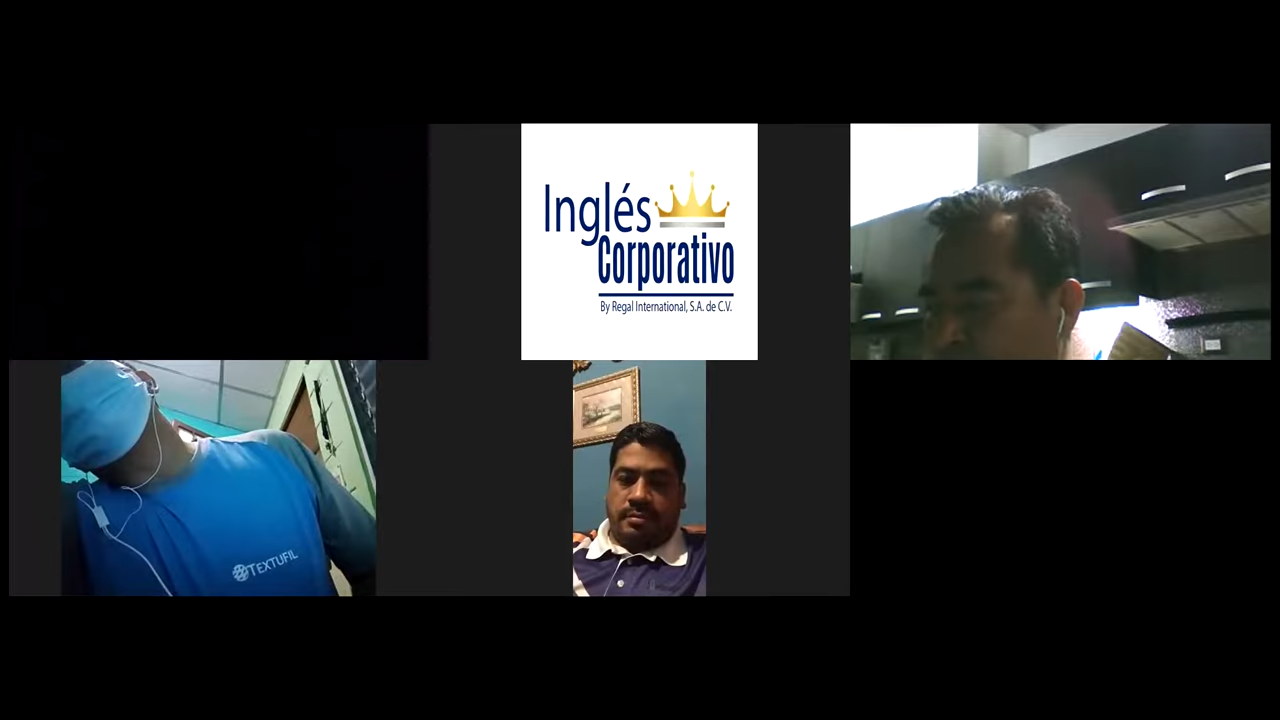 Inglés
Corporativo
By Regal International, S.A. de C.V.
TEXTUFIL